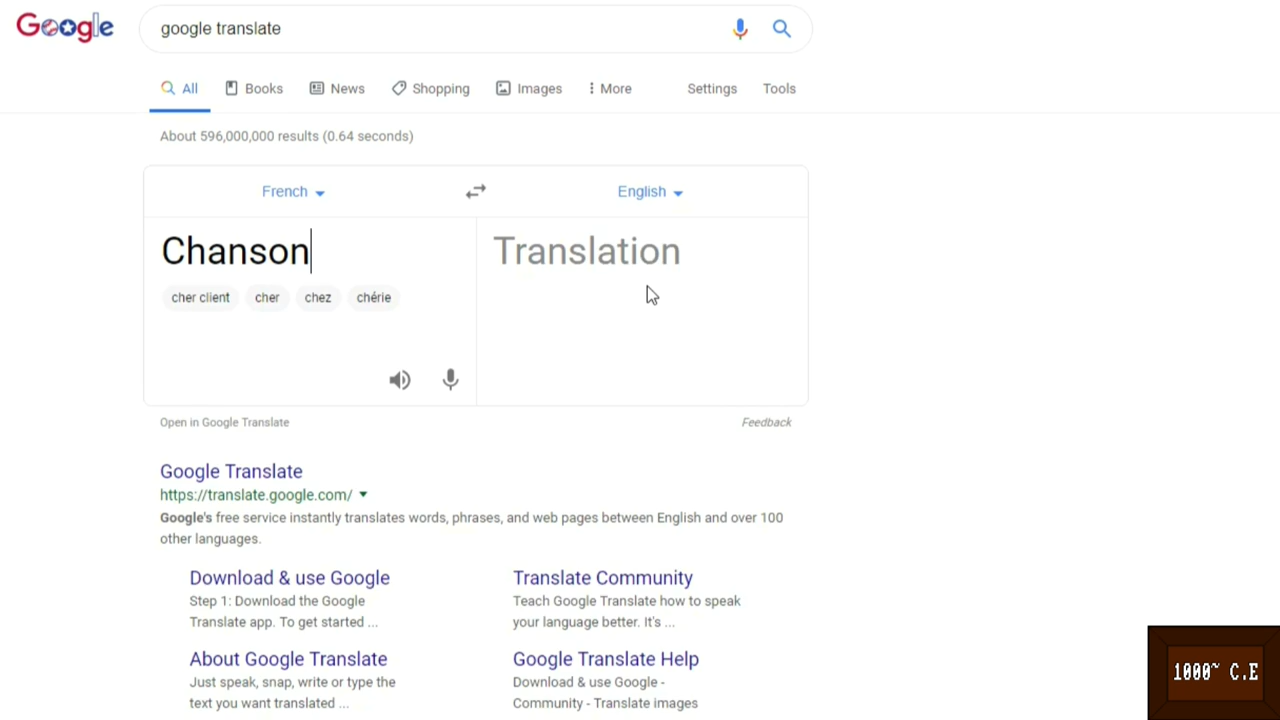 Google
google translate
All Books News Shopping Images More Settings Tools
About 596,000,000 results (0.64 seconds)
French English
Chanson Translation
cher client cher chez chérie
Open in Google Translate Feedback
Google Translate
https://translate.google.com/
Google's free service instantly translates words, phrases, and web pages between English and over 100
other languages.
Download & use Google
Step 1: Download the Google
Translate app. To get started ...
Translate Community
Teach Google Translate how to speak
your language better. It's ...
About Google Translate
Just speak, snap, write or type the
text you want translated ...
Google Translate Help
Download & use Google -
Community - Translate images
1000~ C.E